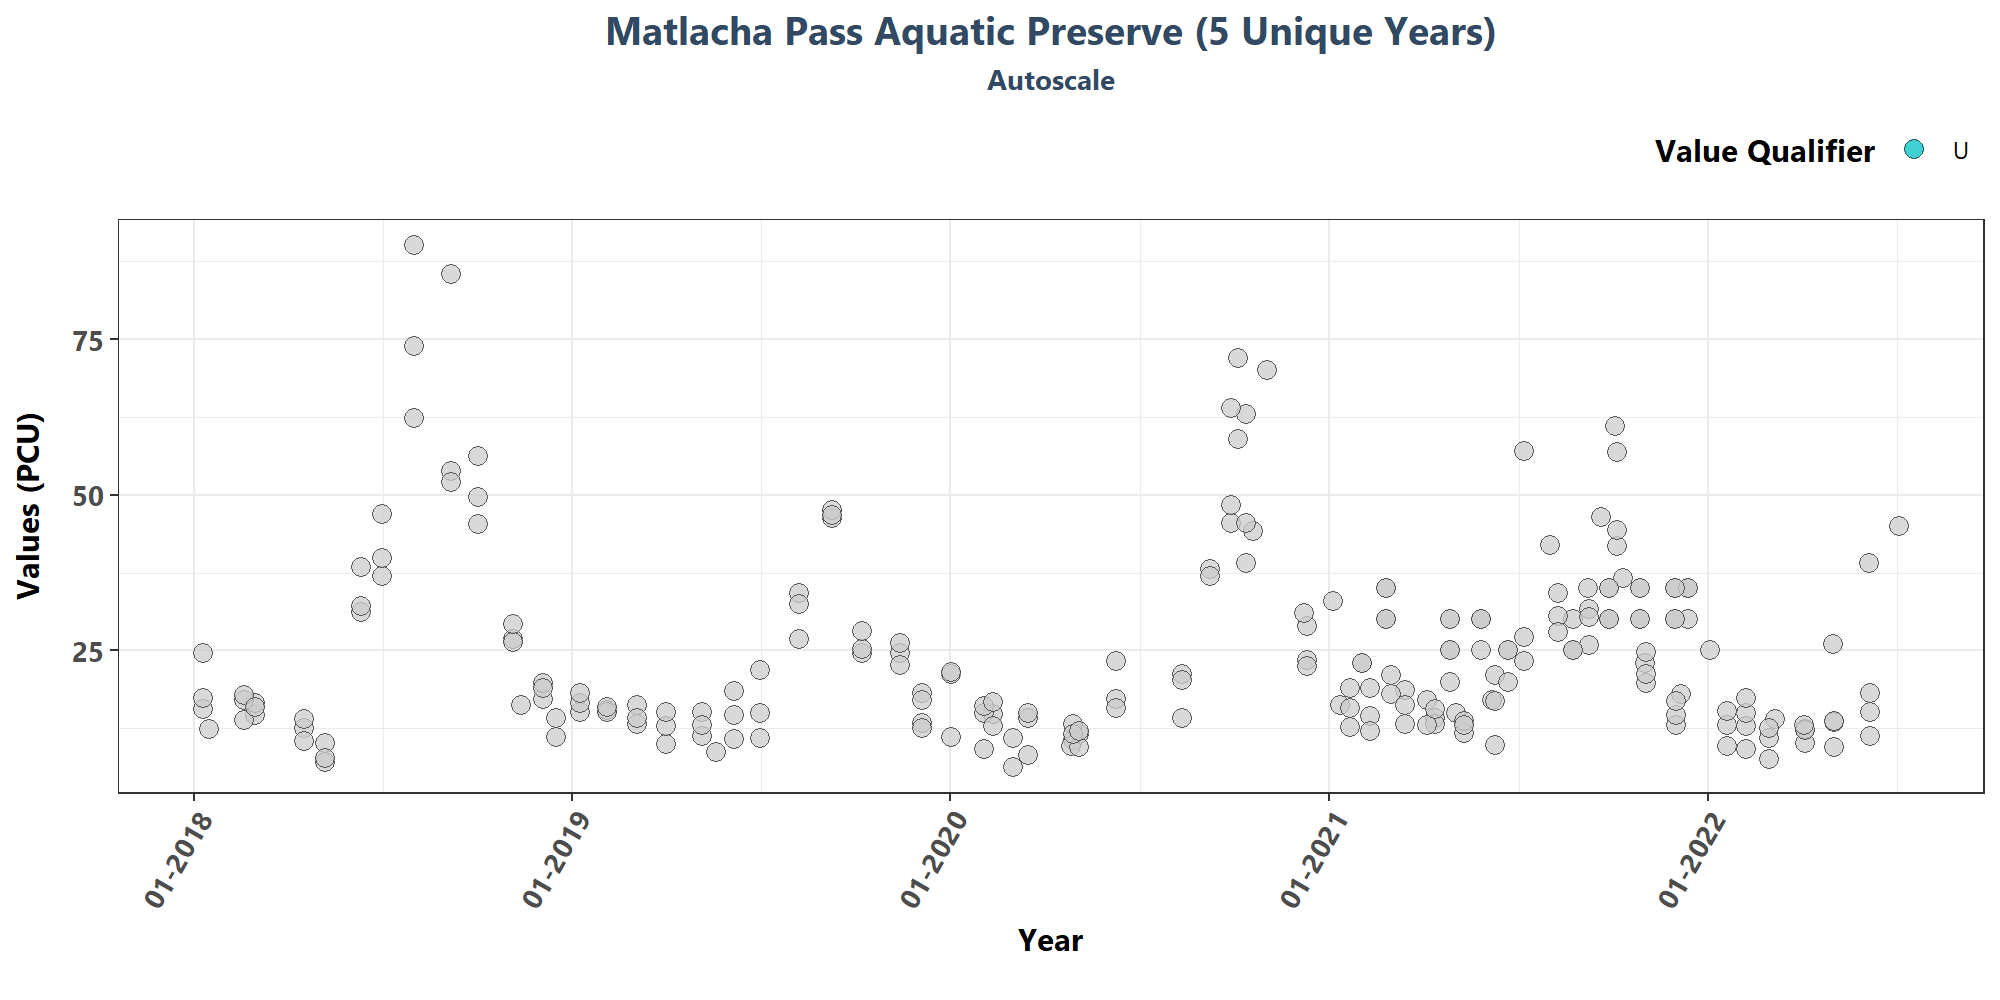 Matlacha Pass Aquatic Preserve (5 Unique Years)
Autoscale
Value Qualifier U
Values (PCU)
75
50
25
01-2018 01-2019 01-2020 01-2021 01-2022
Year